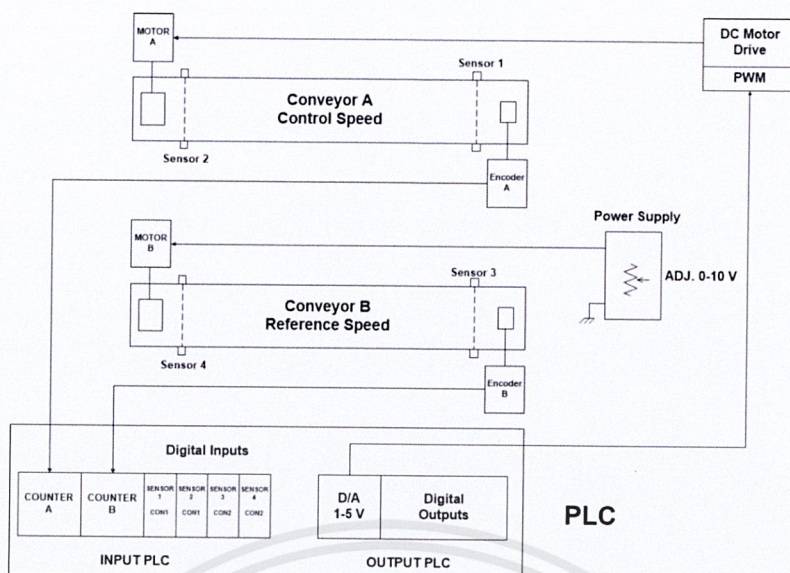 MOTOR
A
DC Motor
Drive
PWM
Sensor 1
Conveyor A
Control Speed
Sensor 2
Encoder
A
Power Supply
MOTOR
B
ADJ. 0-10 V
Sensor 3
Conveyor B
Reference Speed
Sensor 4
Encoder
B
Digital Inputs
COUNTER
A
COUNTER
B
SENSOR
1
CON1
SENSOR
2
CON1
SENSOR
3
CON2
SENSOR
4
CON2
D/A
1-5 V
Digital
Outputs
PLC
INPUT PLC
OUTPUT PLC